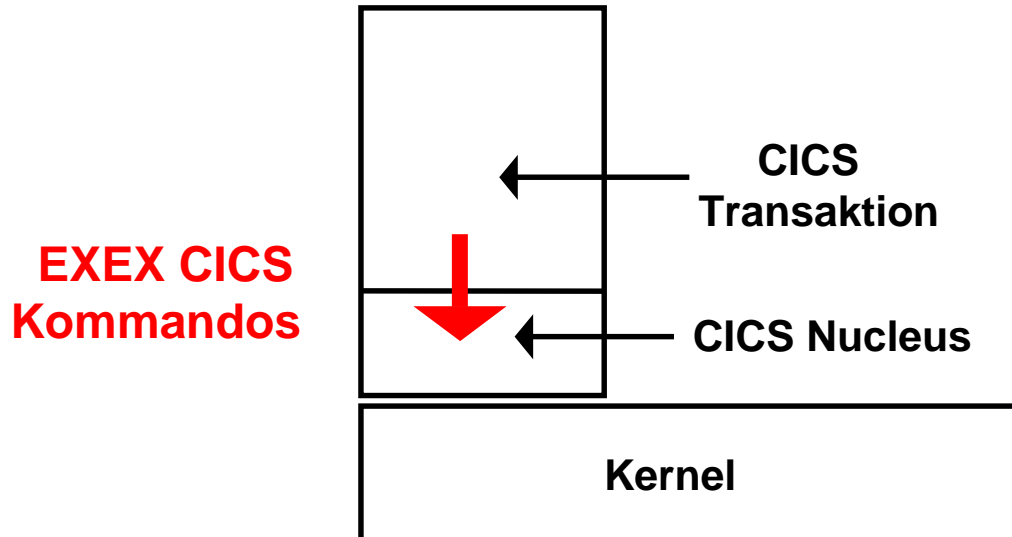 CICS
Transaktion
EXEX CICS
Kommandos
CICS Nucleus
Kernel